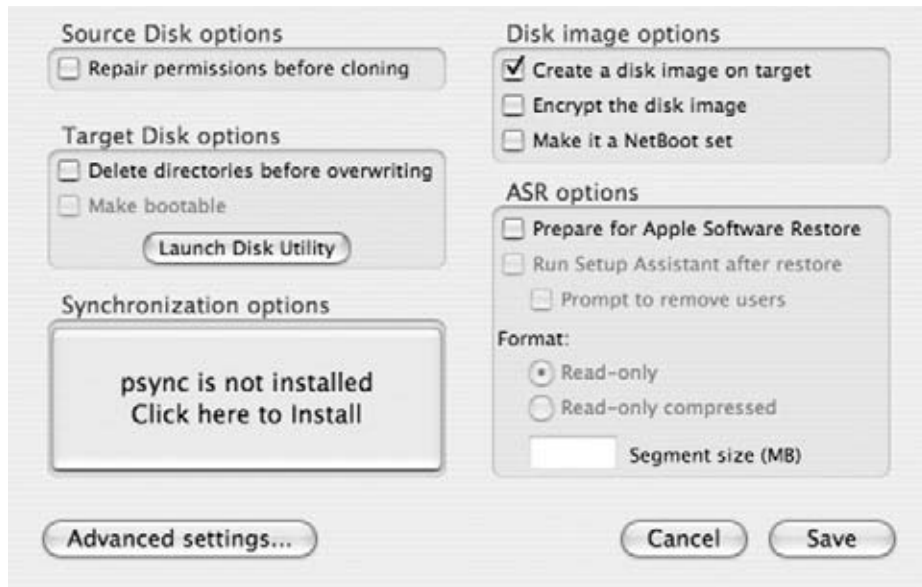 Source Disk options
Repair permissions before cloning
Target Disk options
Delete directories before overwriting
Make bootable
Launch Disk Utility
Synchronization options
psync is not installed
Click here to Install
Disk image options
Create a disk image on target
Encrypt the disk image
Make it a NetBoot set
ASR options
Prepare for Apple Software Restore
Run Setup Assistant after restore
Prompt to remove users
Format:
Read-only
Read-only compressed
Segment size (MB)
Advanced settings...
Cancel
Save